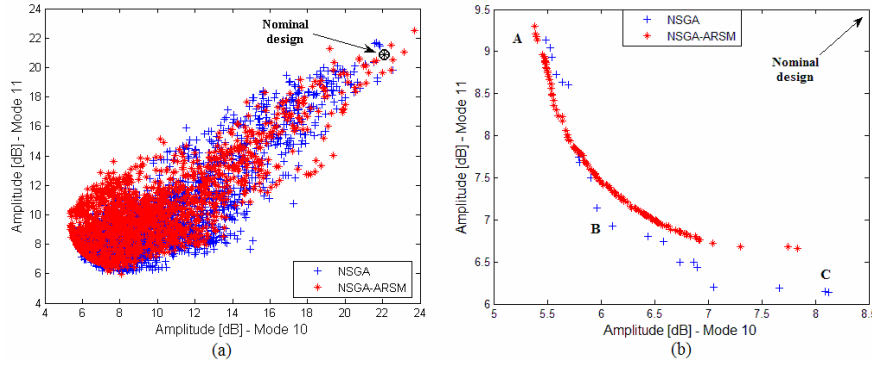 Nominal
design
Amplitude [dB] - Mode 11
24
22
20
18
16
14
12
10
8
6
4
4 6 8 10 12 14 16 18 20 22 24
Amplitude [dB] - Mode 10
NSGA
NSGA-ARSM
(a)
NSGA
NSGA-ARSM
Nominal
design
A
B
C
Amplitude [dB] - Mode 11
9.5
9
8.5
8
7.5
7
6.5
6
5 5.5 6 6.5 7 7.5 8 8.5
Amplitude [dB] - Mode 10
(b)